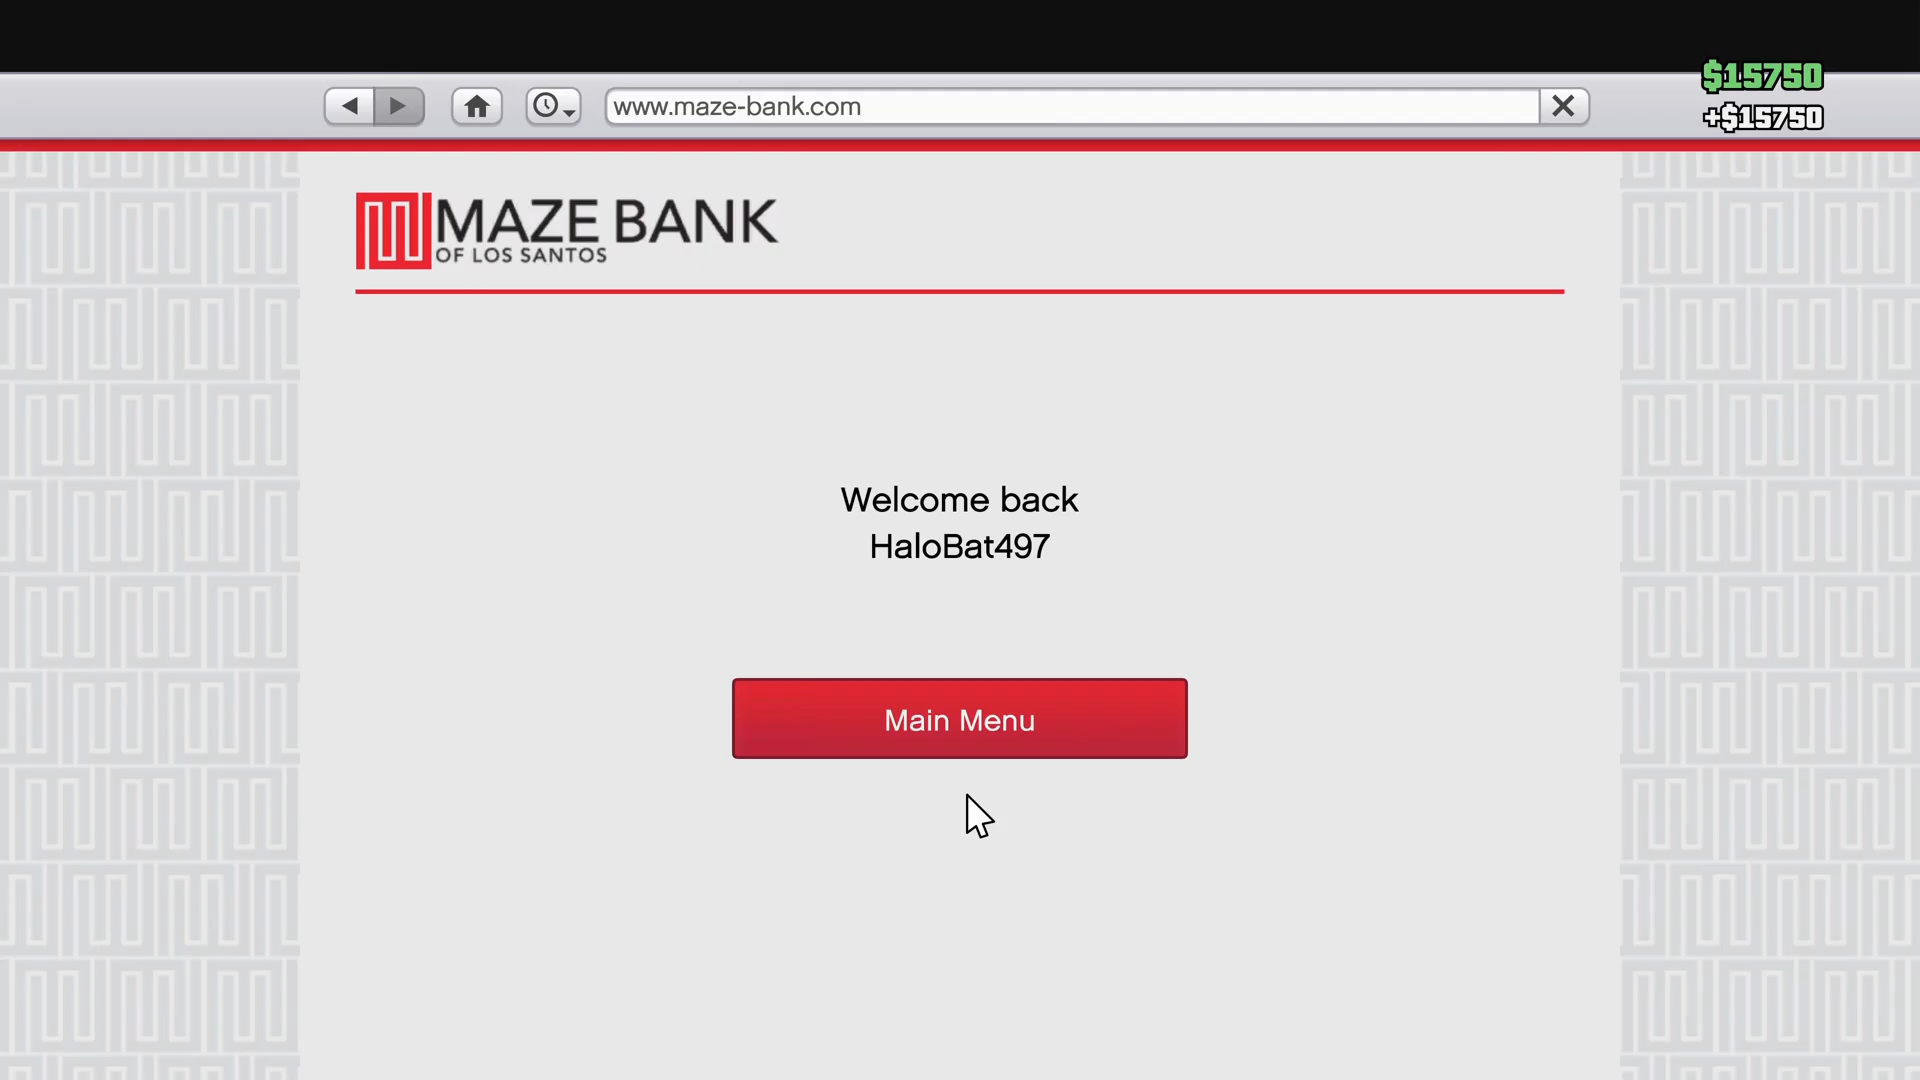 www.maze-bank.com
$15750
+$15750
MAZE BANK
OF LOS SANTOS
Welcome back
HaloBat497
Main Menu